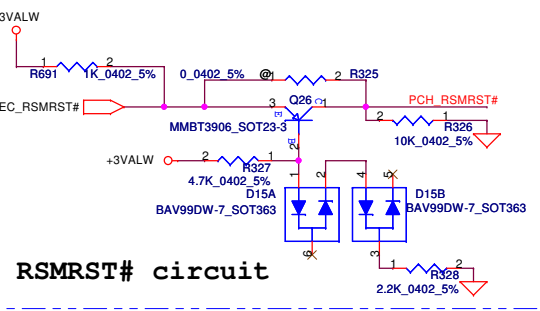 3VALW
1 2
R691 1K_0402_5%
0_0402_5% @ 1 2 R325
EC_RSMRST#
3 E Q26 C 1
PCH_RSMRST#
MMBT3906_SOT23-3
B 2
2 1 R326
10K_0402_5%
+3VALW
2 1
R327
4.7K_0402_5%
1 2 4 5
D15A
BAV99DW-7_SOT363
D15B
BAV99DW-7_SOT363
6 3
1 2
R328
2.2K_0402_5%
RSMRST# circuit